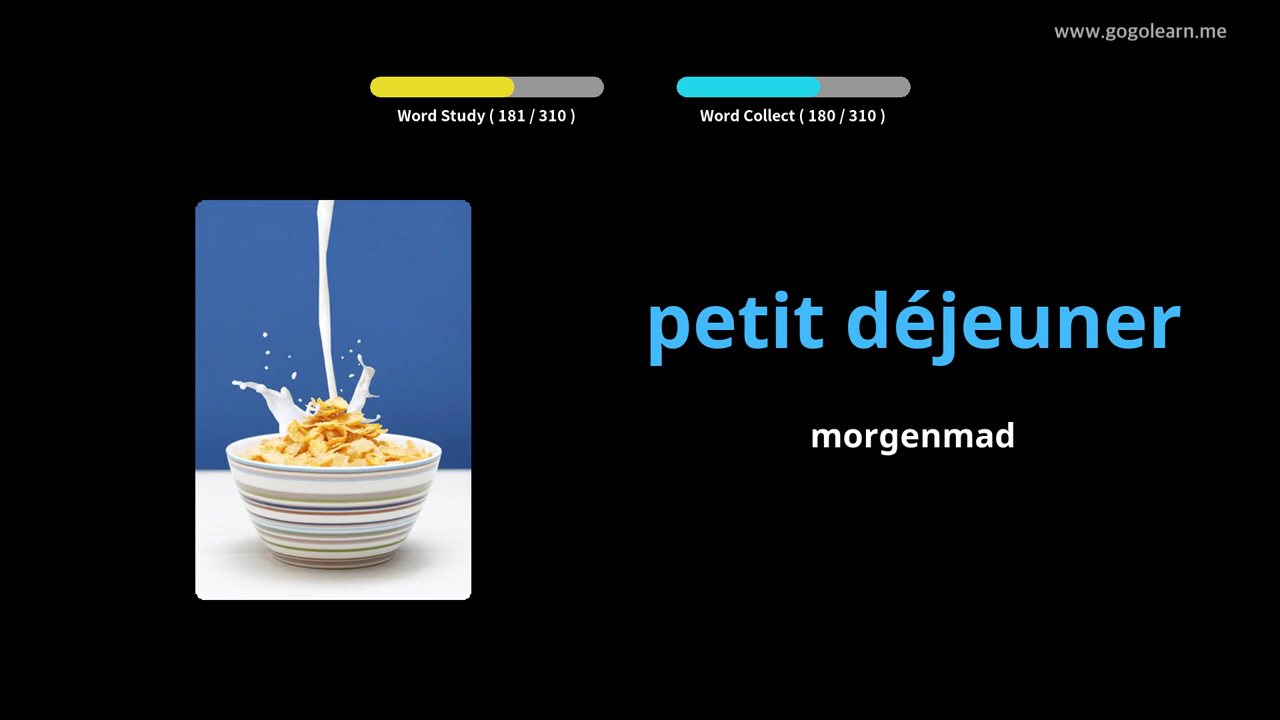 www.gogolearn.me
Word Study ( 181 / 310 )
Word Collect ( 180 / 310 )
petit déjeuner
morgenmad